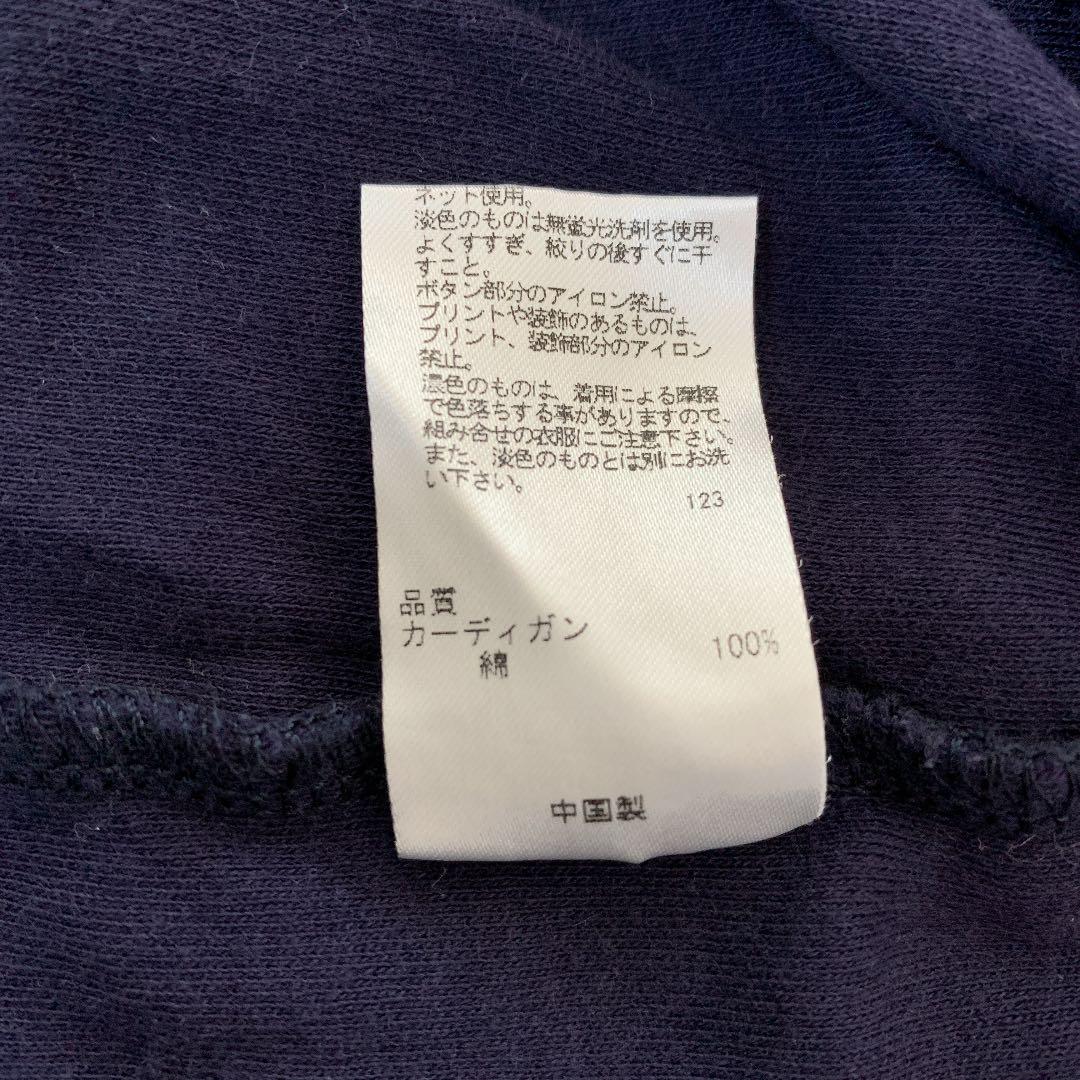 ネット使用。
淡色のものは無蛍光洗剤を使用。
よくすすぎ、絞りの後すぐに干
すこと。
ボタン部分のアイロン禁止。
プリントや装飾のあるものは、
プリント、装飾部分のアイロン
禁止。
濃色のものは、着用による摩擦
で色落ちする事がありますので、
組み合せの衣服にご注意下さい。
また、淡色のものとは別にお洗
い下さい。
123
品質
カーディガン
綿 100%
中国製